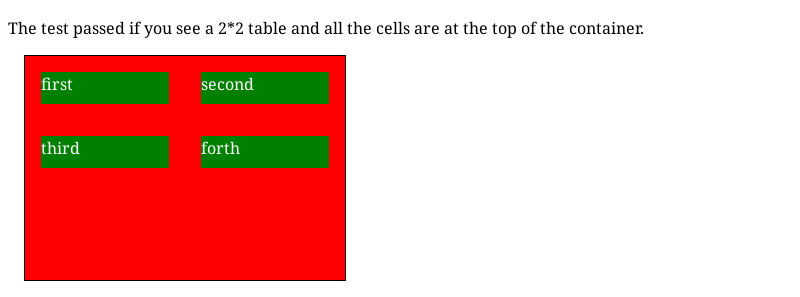 The test passed if you see a 2*2 table and all the cells are at the top of the container.
first second
third forth